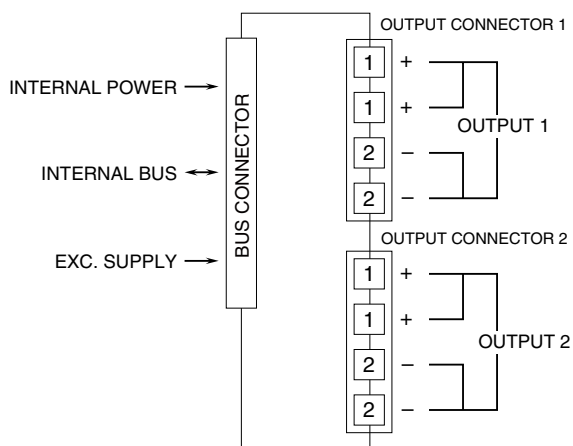 OUTPUT CONNECTOR 1
1 +
INTERNAL POWER
1 +
OUTPUT 1
2 −
INTERNAL BUS
BUS CONNECTOR
2 −
OUTPUT CONNECTOR 2
EXC. SUPPLY
1 +
1 +
OUTPUT 2
2 −
2 −